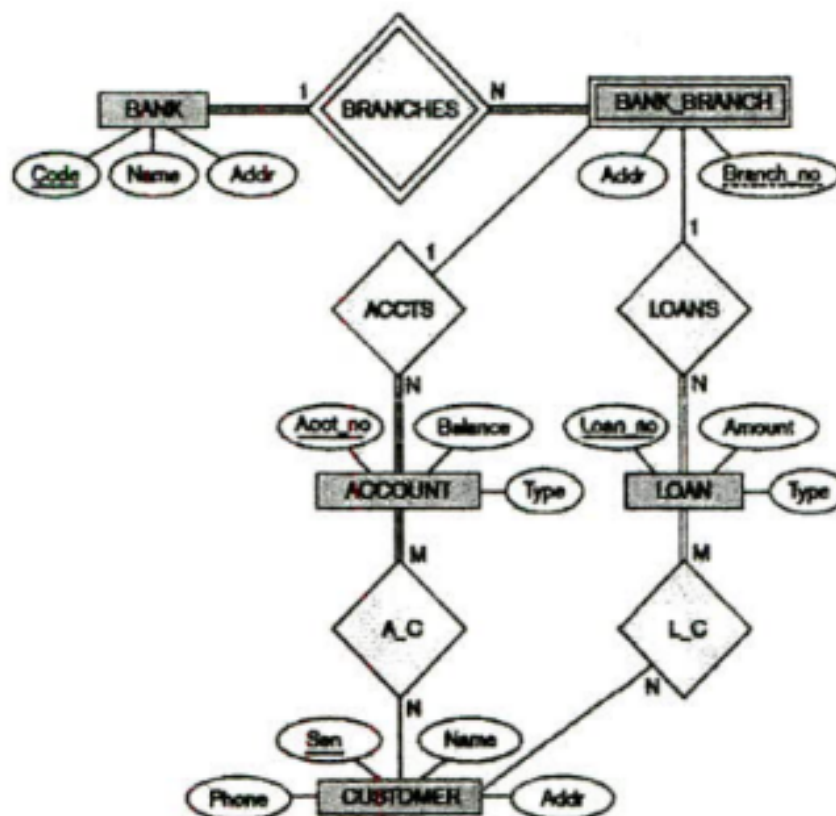 1 N
BANK BRANCHES BANK_BRANCH
Code Name Addr Addr Branch_no
1 1
ACCTS LOANS
N N
Acct_no Balance Loan_no Amount
ACCOUNT Type LOAN Type
M M
A_C L_C
N N
Ssn Name
Phone CUSTOMER Addr